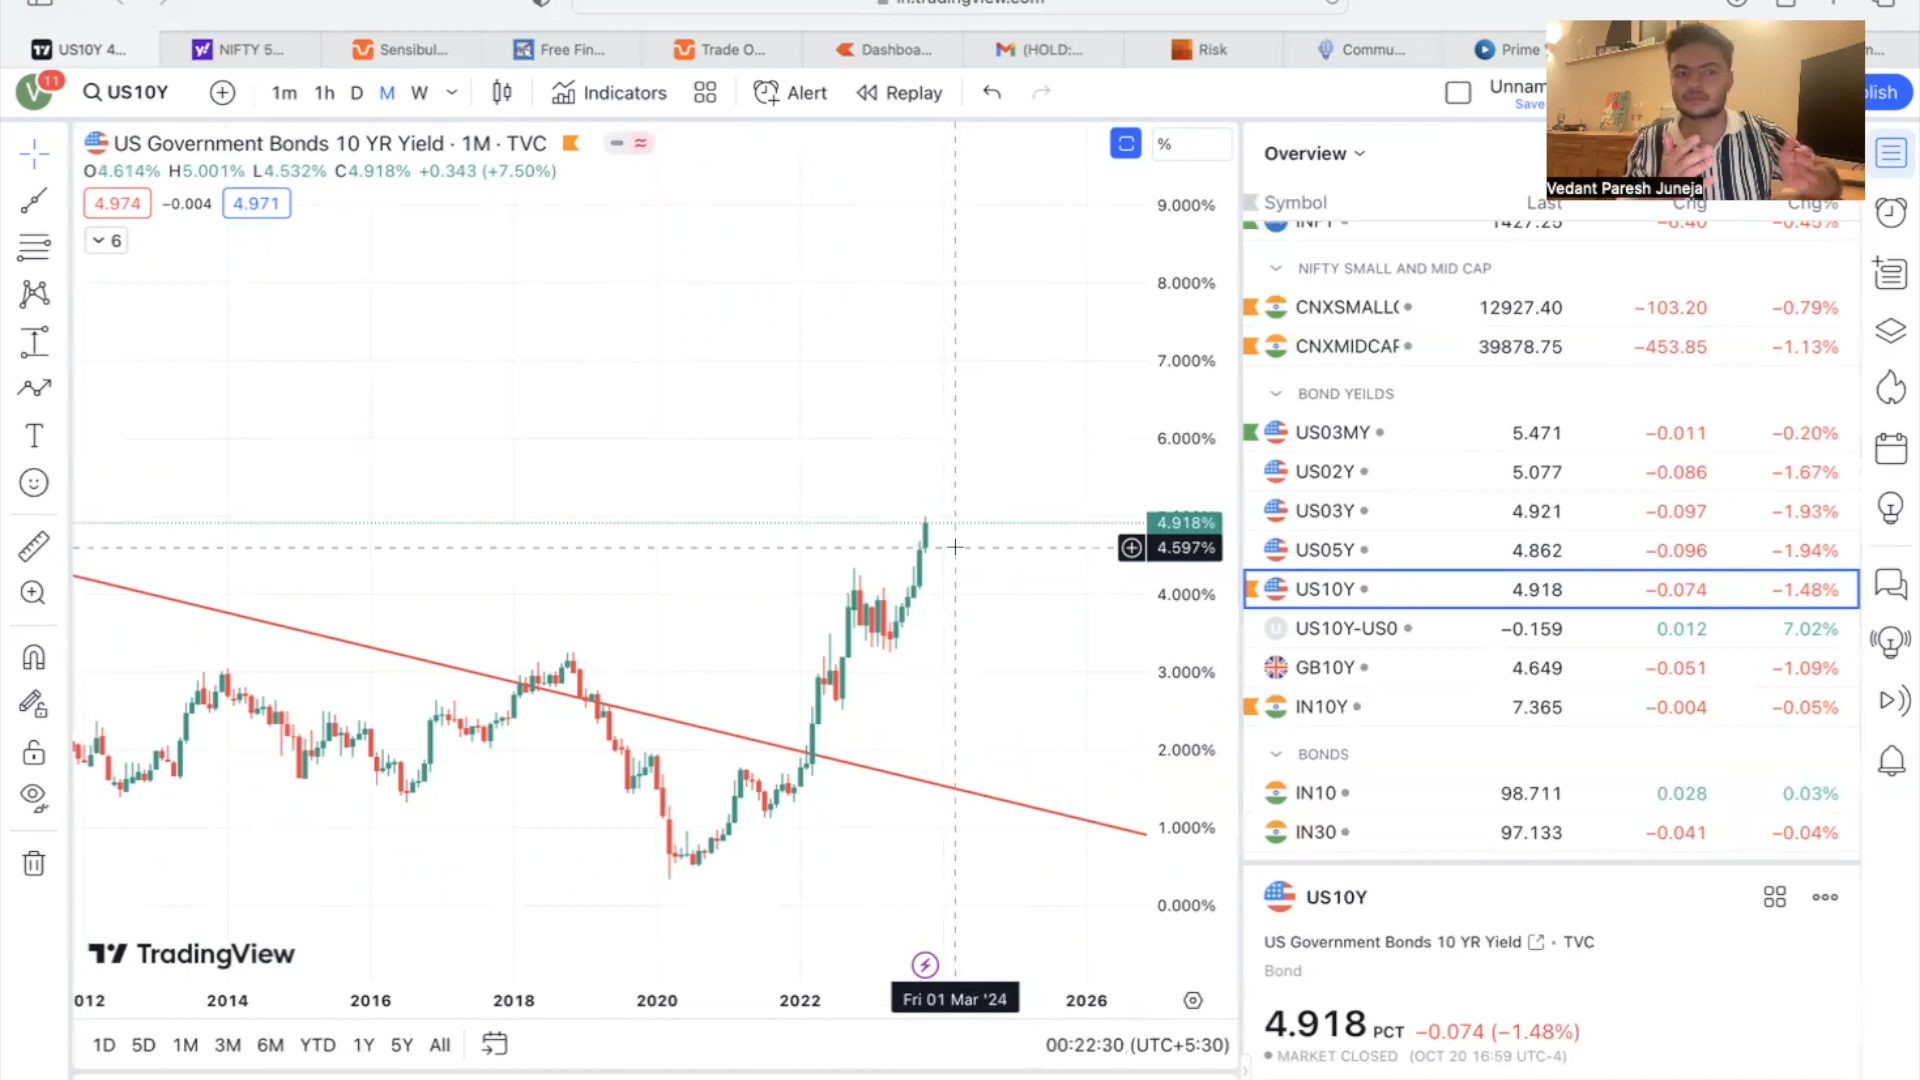 in.tradingview.com
US10Y 4...
NIFTY 5...
Sensibul...
Free Fin...
Trade O...
Dashboa...
(HOLD:...
Risk
Commu...
Prime
V
11
US10Y
1m 1h D M W
Indicators
Alert
Replay
Unnam
Save
lish
US Government Bonds 10 YR Yield · 1M · TVC
O4.614% H5.001% L4.532% C4.918% +0.343 (+7.50%)
4.974 −0.004 4.971
6
%
9.000%
8.000%
7.000%
6.000%
4.918%
4.597%
4.000%
3.000%
2.000%
1.000%
0.000%
TradingView
012 2014 2016 2018 2020 2022 Fri 01 Mar '24 2026
1D 5D 1M 3M 6M YTD 1Y 5Y All
00:22:30 (UTC+5:30)
Vedant Paresh Juneja
Overview
Symbol Last Chg Chg%
INFY 1427.25 −6.40 −0.45%
NIFTY SMALL AND MID CAP
CNXSMALL 12927.40 −103.20 −0.79%
CNXMIDCAP 39878.75 −453.85 −1.13%
BOND YEILDS
US03MY 5.471 −0.011 −0.20%
US02Y 5.077 −0.086 −1.67%
US03Y 4.921 −0.097 −1.93%
US05Y 4.862 −0.096 −1.94%
US10Y 4.918 −0.074 −1.48%
U US10Y-US0 −0.159 0.012 7.02%
GB10Y 4.649 −0.051 −1.09%
IN10Y 7.365 −0.004 −0.05%
BONDS
IN10 98.711 0.028 0.03%
IN30 97.133 −0.041 −0.04%
US10Y
US Government Bonds 10 YR Yield · TVC
Bond
4.918 PCT −0.074 (−1.48%)
MARKET CLOSED (OCT 20 16:59 UTC-4)